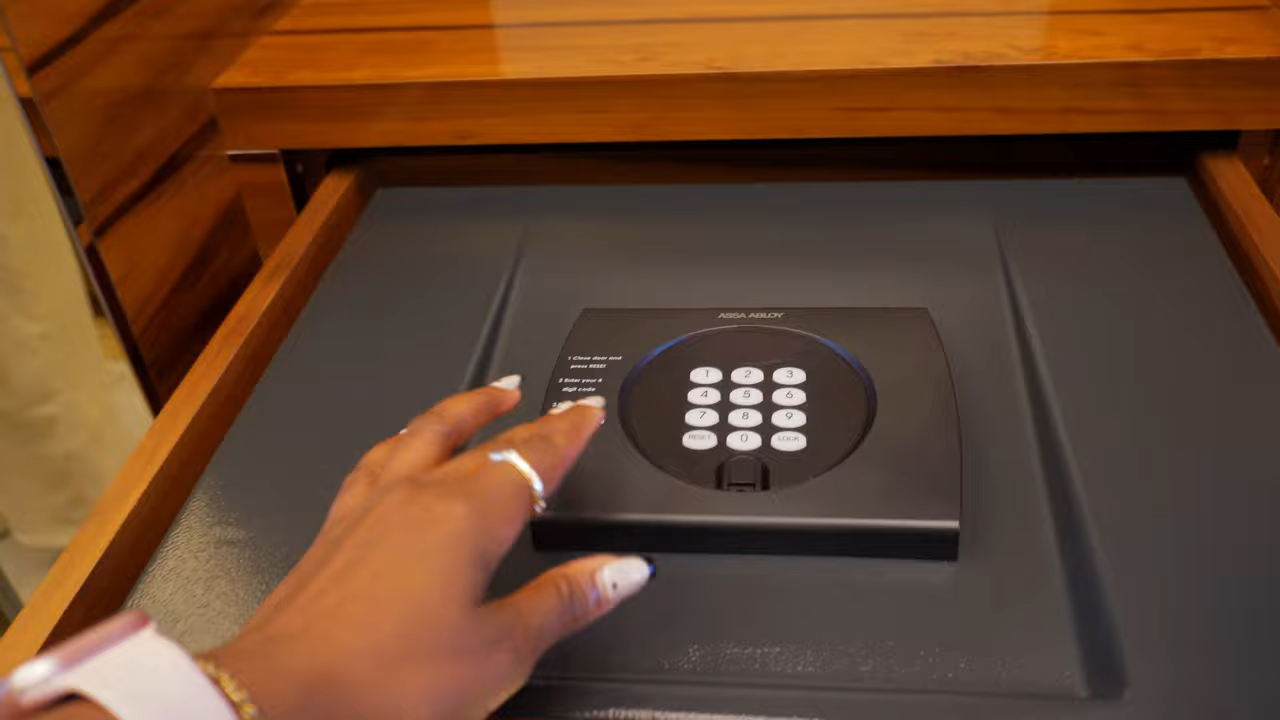 ASSA ABLOY
1 Close door and
press RESET
2 Enter your 4
digit code
1 2 3
4 5 6
7 8 9
RESET 0 LOCK